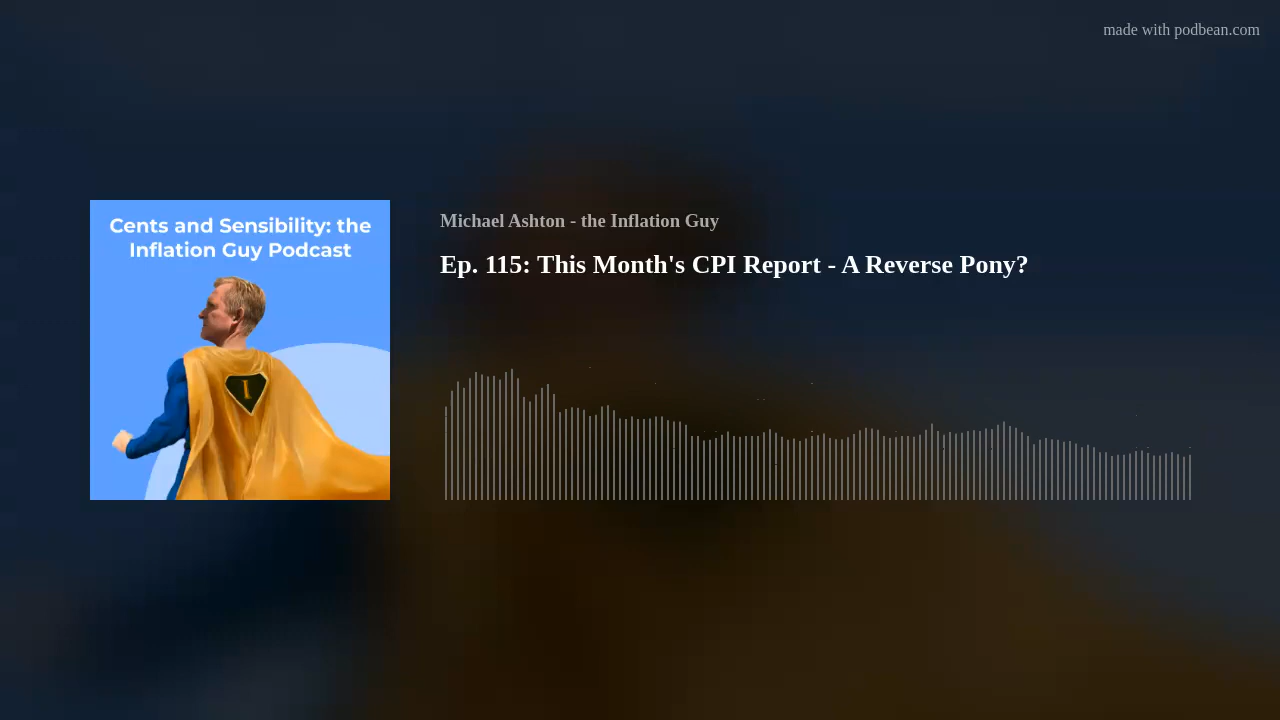 made with podbean.com
Cents and Sensibility: the
Inflation Guy Podcast
I
Michael Ashton - the Inflation Guy
Ep. 115: This Month's CPI Report - A Reverse Pony?